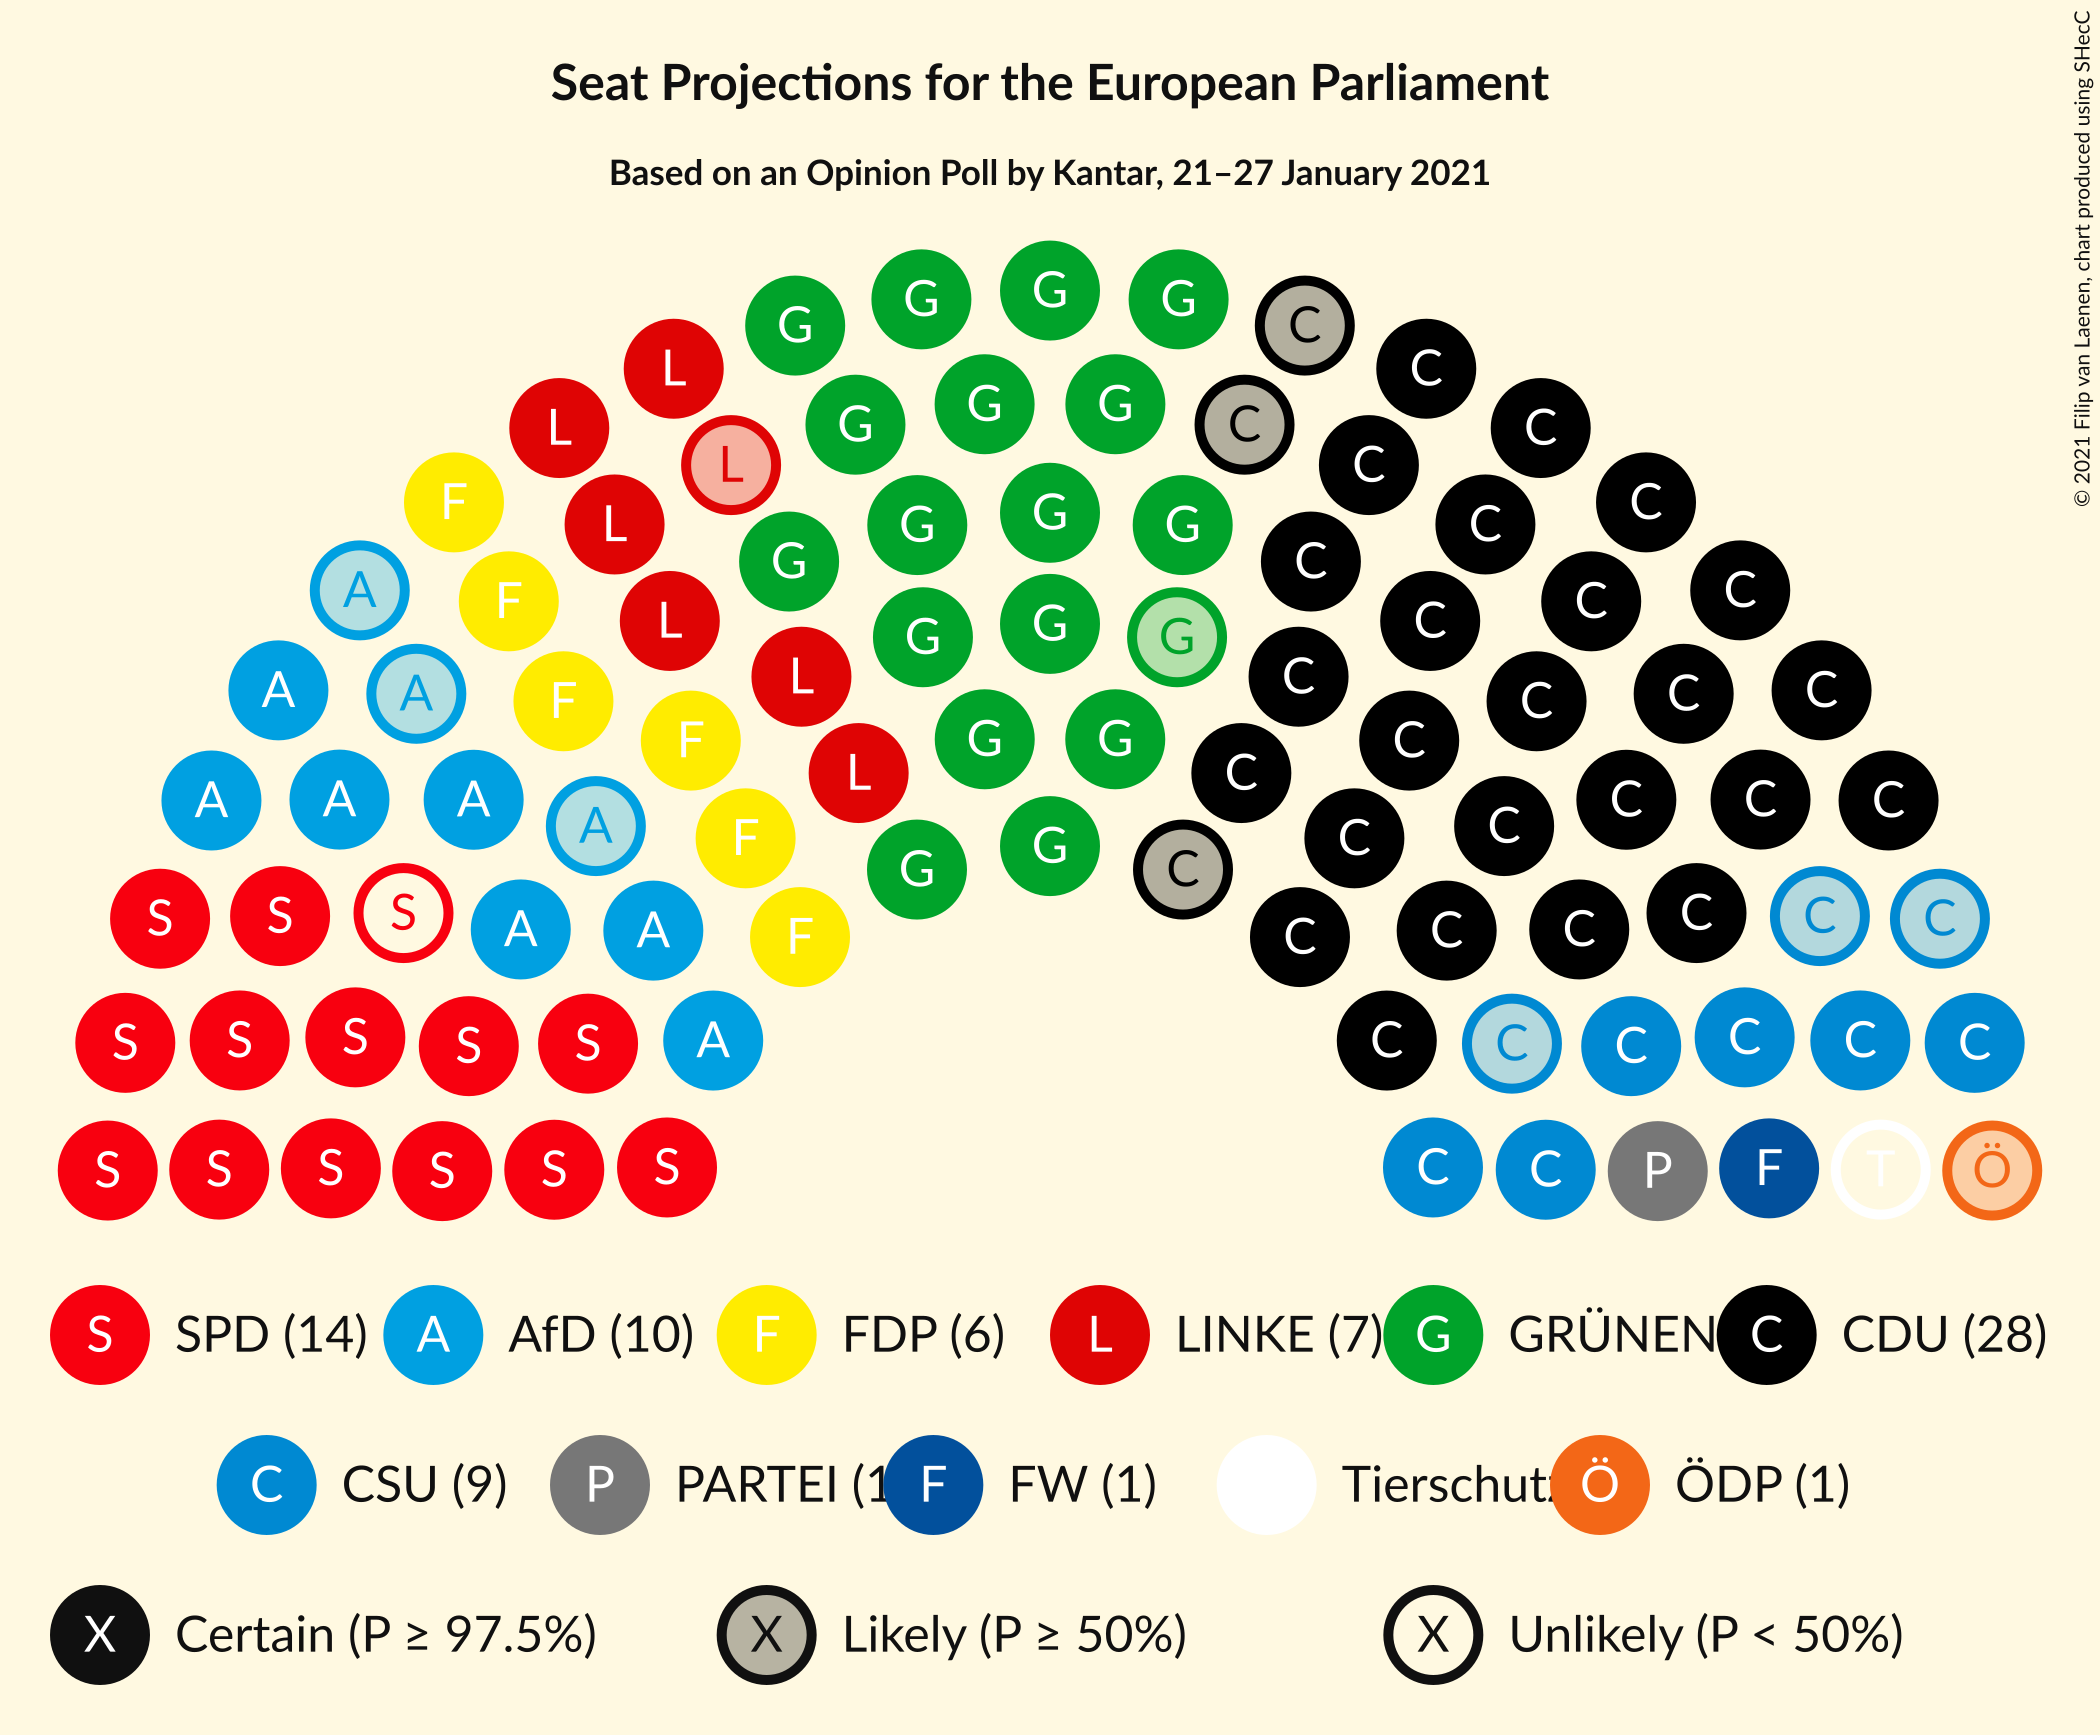 Seat Projections for the European Parliament
Based on an Opinion Poll by Kantar, 21–27 January 2021
© 2021 Filip van Laenen, chart produced using SHecC
G G G G C
L G G G C C
L L G G G C C C
F L G G G C C C
A F L G G G C C C C
A A F L L G G C C C C C
A A A A F F L C C C C C C C
S S S A A F G G C C C C C C C C
S S S S S A C C C C C C
S S S S S S C C P F T Ö
S SPD (14) A AfD (10) F FDP (6) L LINKE (7) G GRÜNEN C CDU (28)
C CSU (9) P PARTEI (1 F FW (1) Tierschutz Ö ÖDP (1)
X Certain (P ≥ 97.5%) X Likely (P ≥ 50%) X Unlikely (P < 50%)